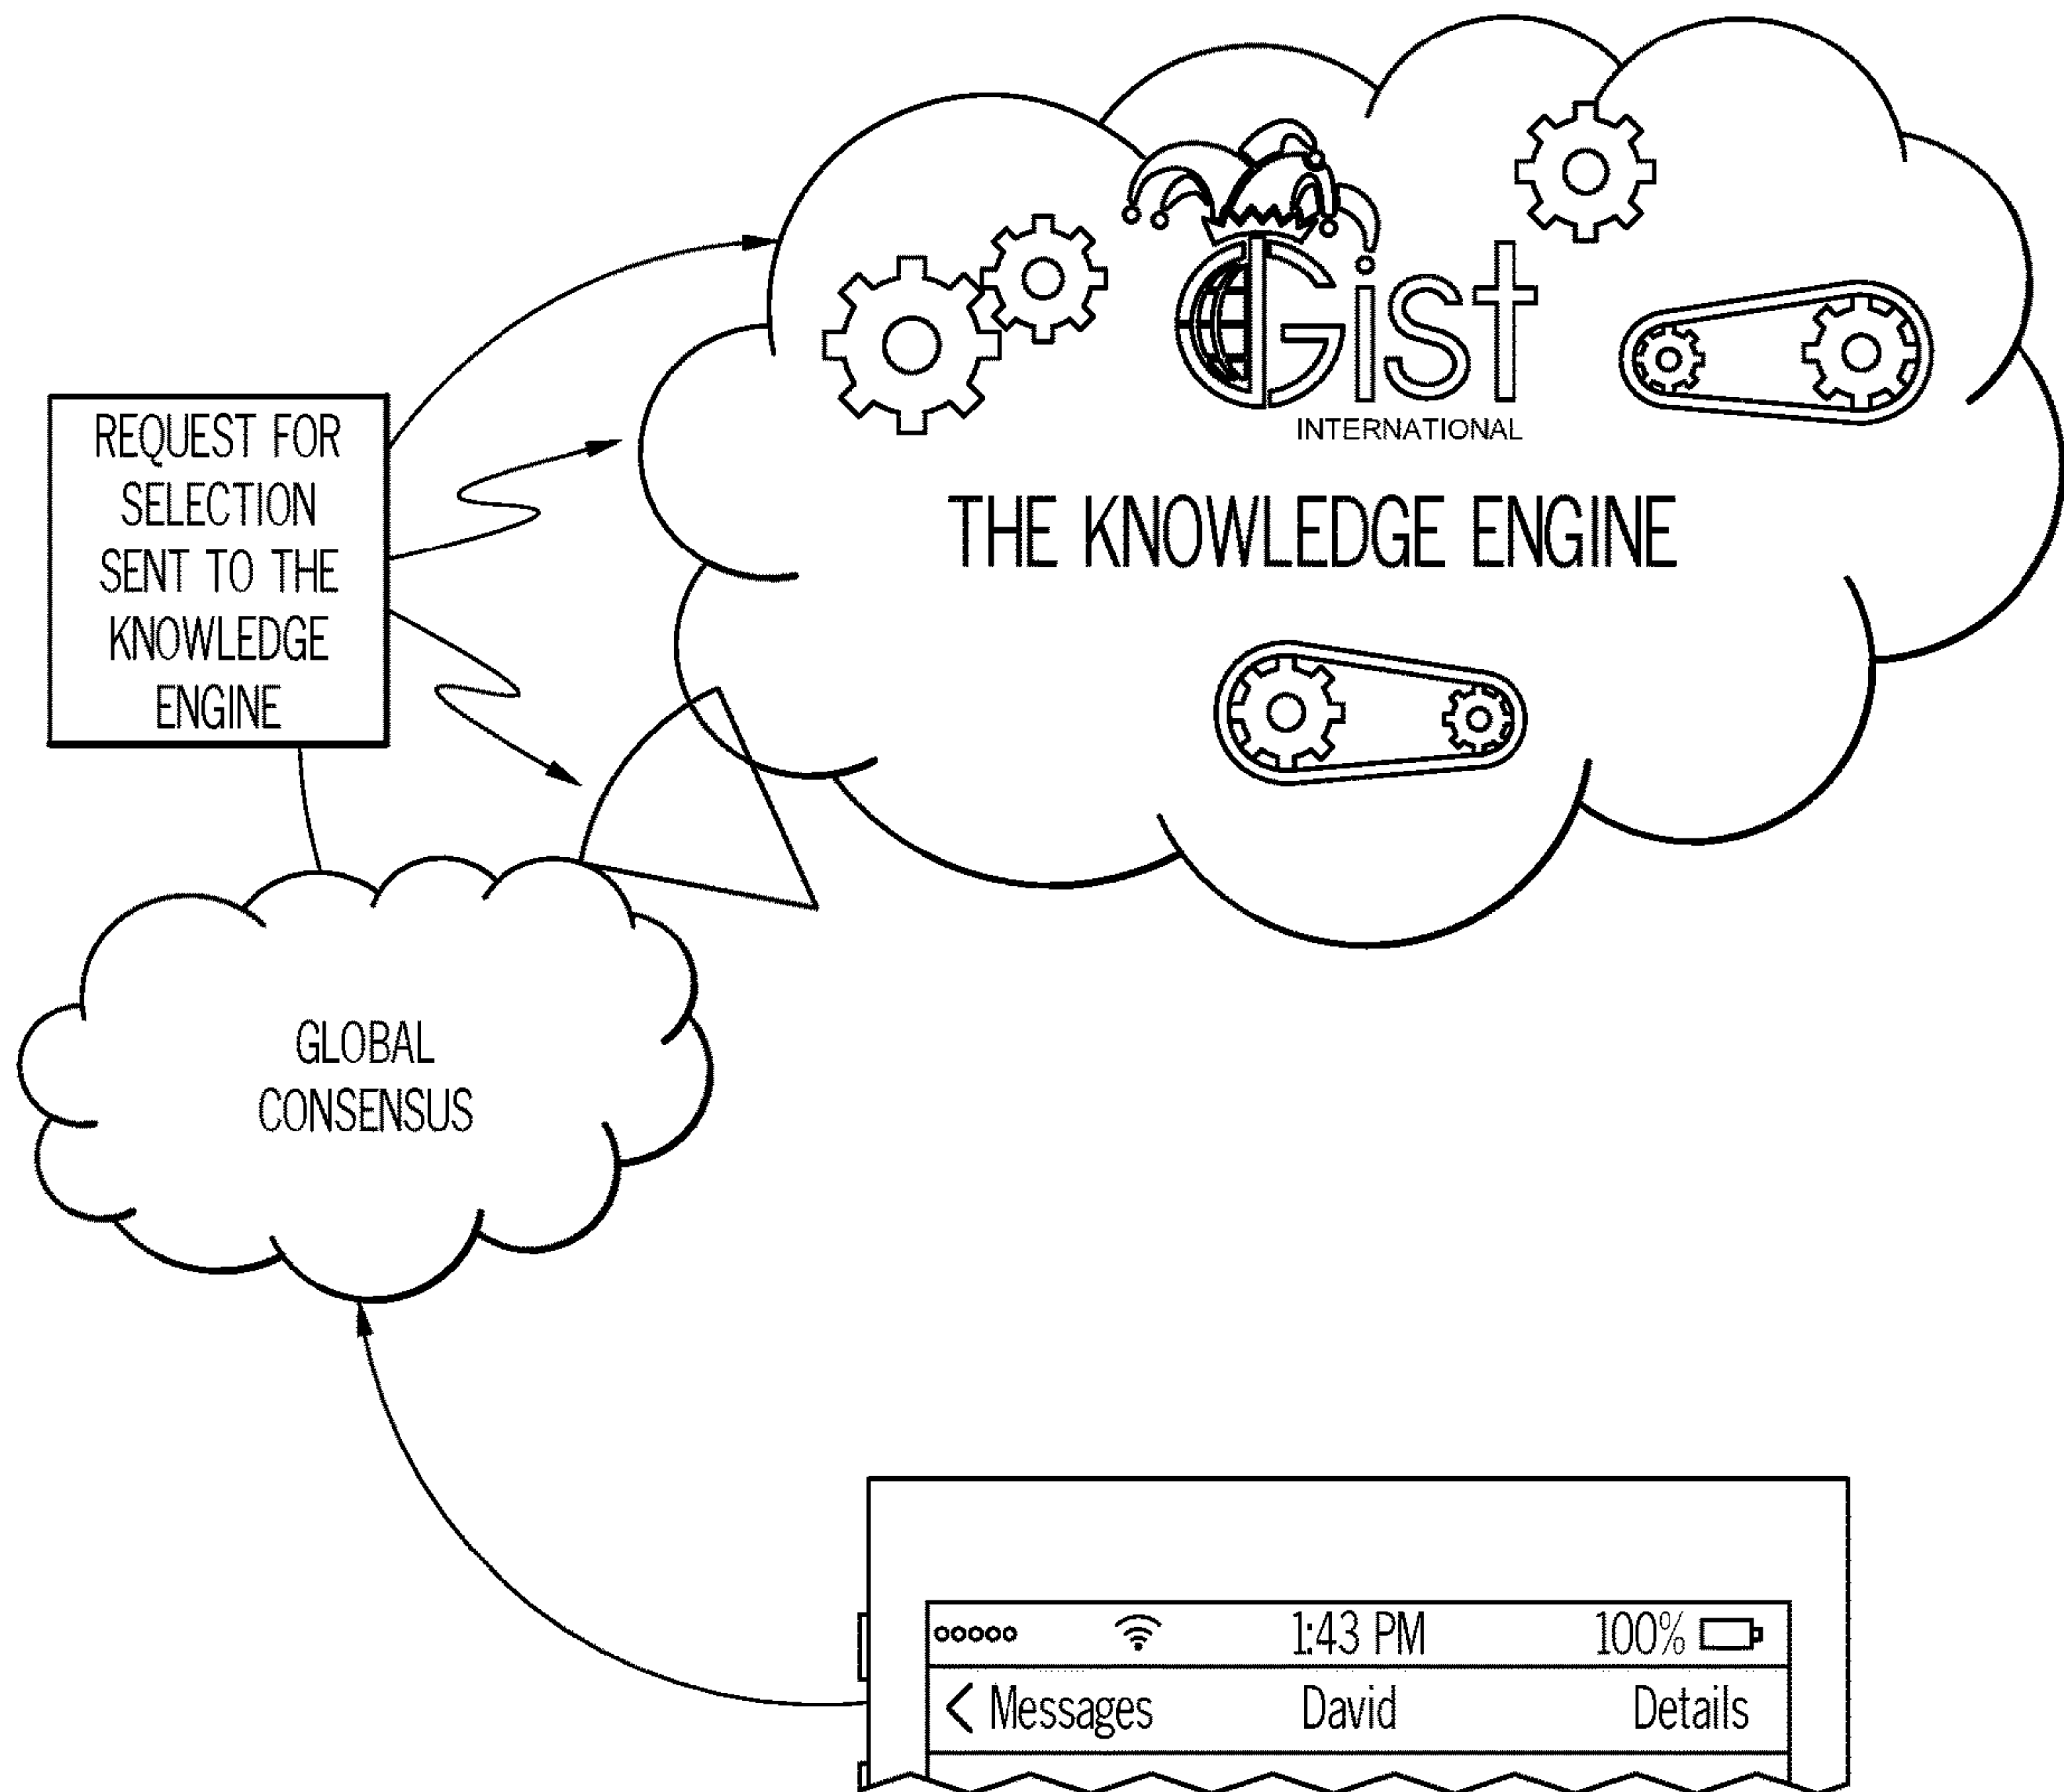 Gist
INTERNATIONAL
THE KNOWLEDGE ENGINE
REQUEST FOR
SELECTION
SENT TO THE
KNOWLEDGE
ENGINE
GLOBAL
CONSENSUS
1:43 PM 100%
< Messages David Details